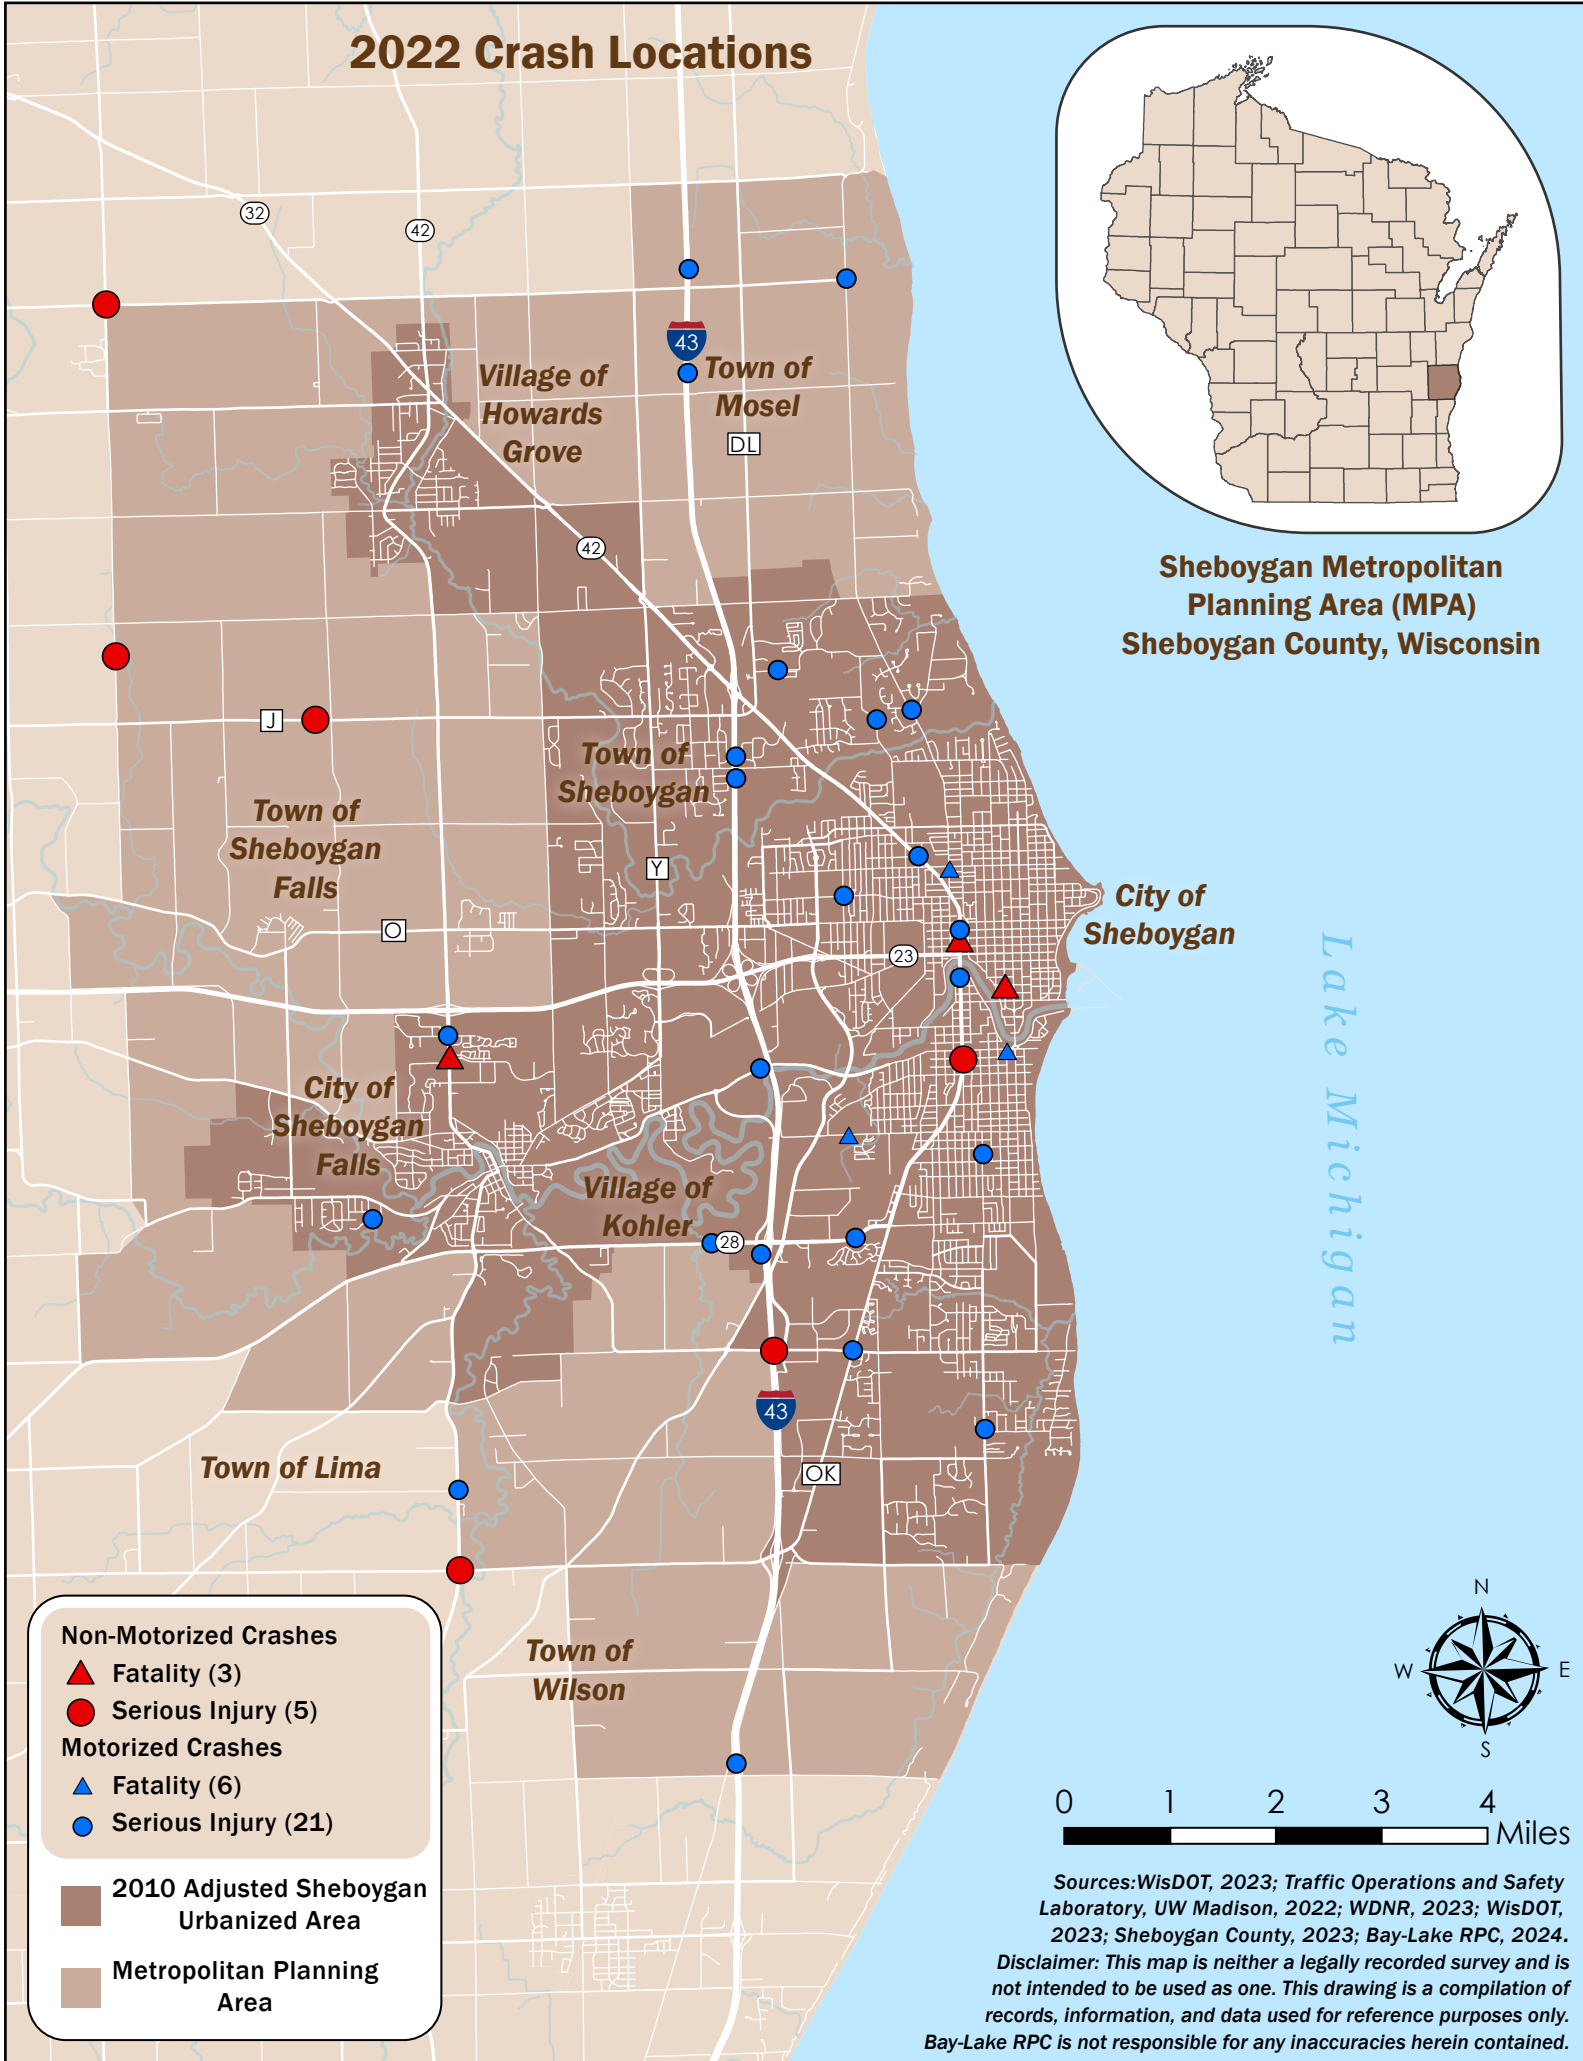 2022 Crash Locations
32
42
43
Village of
Howards
Grove
Town of
Mosel
DL
42
Sheboygan Metropolitan
Planning Area (MPA)
Sheboygan County, Wisconsin
J
Town of
Sheboygan
Town of
Sheboygan
Falls
Y
O
City of
Sheboygan
23
Lake Michigan
City of
Sheboygan
Falls
Village of
Kohler
28
43
Town of Lima
OK
Town of
Wilson
Non-Motorized Crashes
Fatality (3)
Serious Injury (5)
Motorized Crashes
Fatality (6)
Serious Injury (21)
2010 Adjusted Sheboygan
Urbanized Area
Metropolitan Planning
Area
N
W
E
S
0 1 2 3 4
Miles
Sources:WisDOT, 2023; Traffic Operations and Safety
Laboratory, UW Madison, 2022; WDNR, 2023; WisDOT,
2023; Sheboygan County, 2023; Bay-Lake RPC, 2024.
Disclaimer: This map is neither a legally recorded survey and is
not intended to be used as one. This drawing is a compilation of
records, information, and data used for reference purposes only.
Bay-Lake RPC is not responsible for any inaccuracies herein contained.